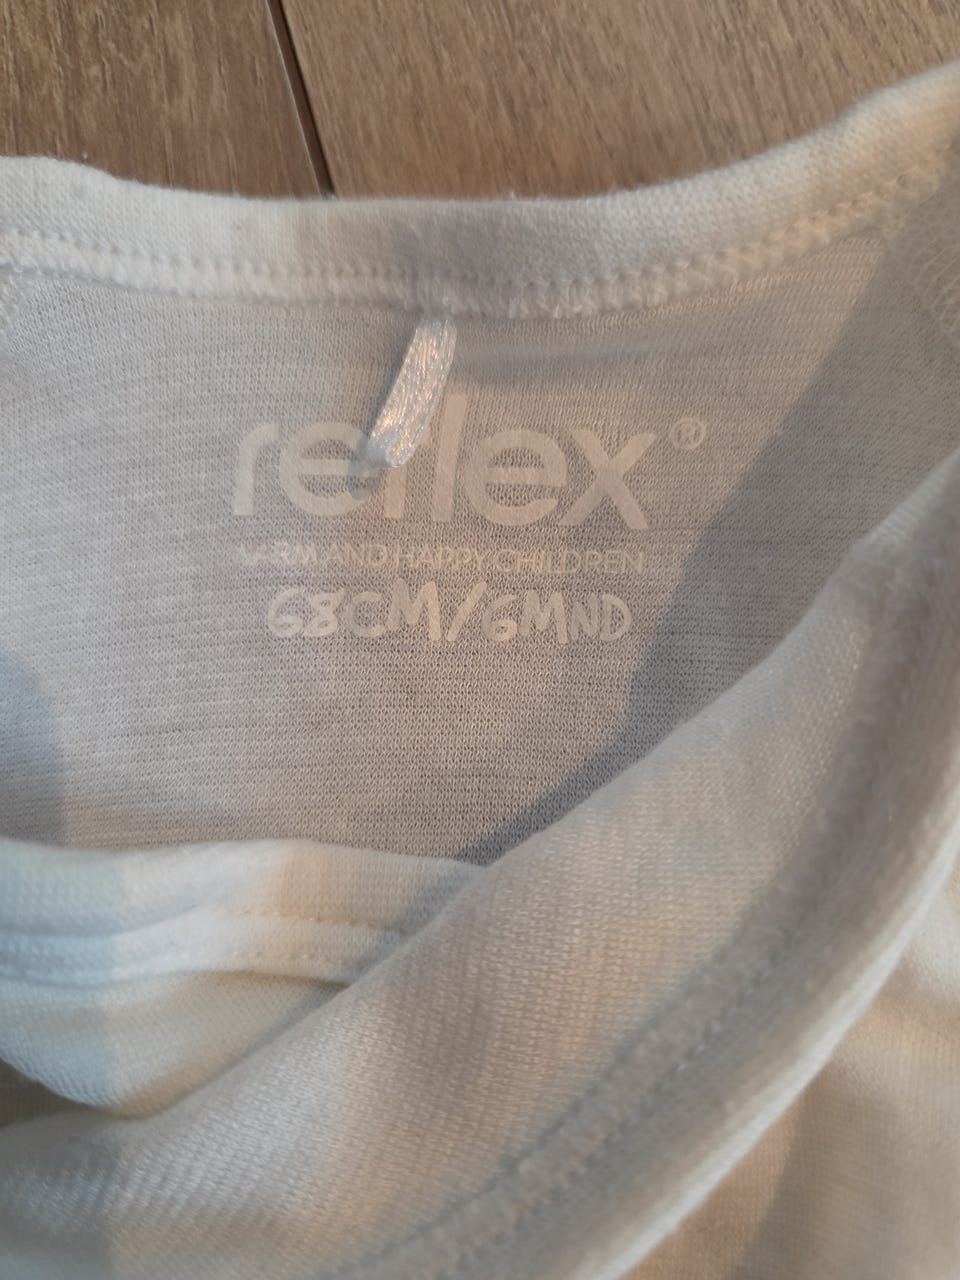 reflex®
WARM AND HAPPY CHILDREN
68CM/6MND